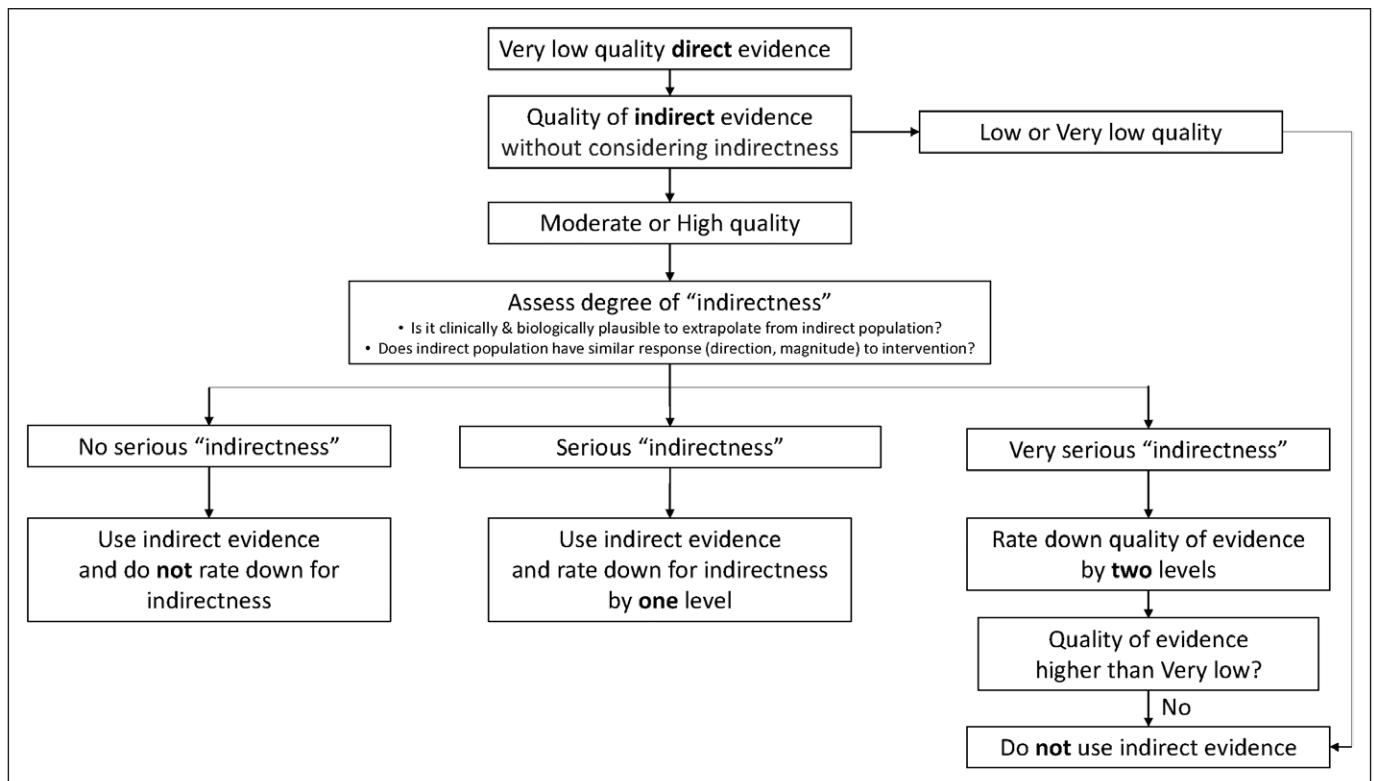 Very low quality direct evidence
Quality of indirect evidence
without considering indirectness
Low or Very low quality
Moderate or High quality
Assess degree of “indirectness”
• Is it clinically & biologically plausible to extrapolate from indirect population?
• Does indirect population have similar response (direction, magnitude) to intervention?
No serious “indirectness”
Serious “indirectness”
Very serious “indirectness”
Use indirect evidence
and do not rate down for
indirectness
Use indirect evidence
and rate down for indirectness
by one level
Rate down quality of evidence
by two levels
Quality of evidence
higher than Very low?
No
Do not use indirect evidence